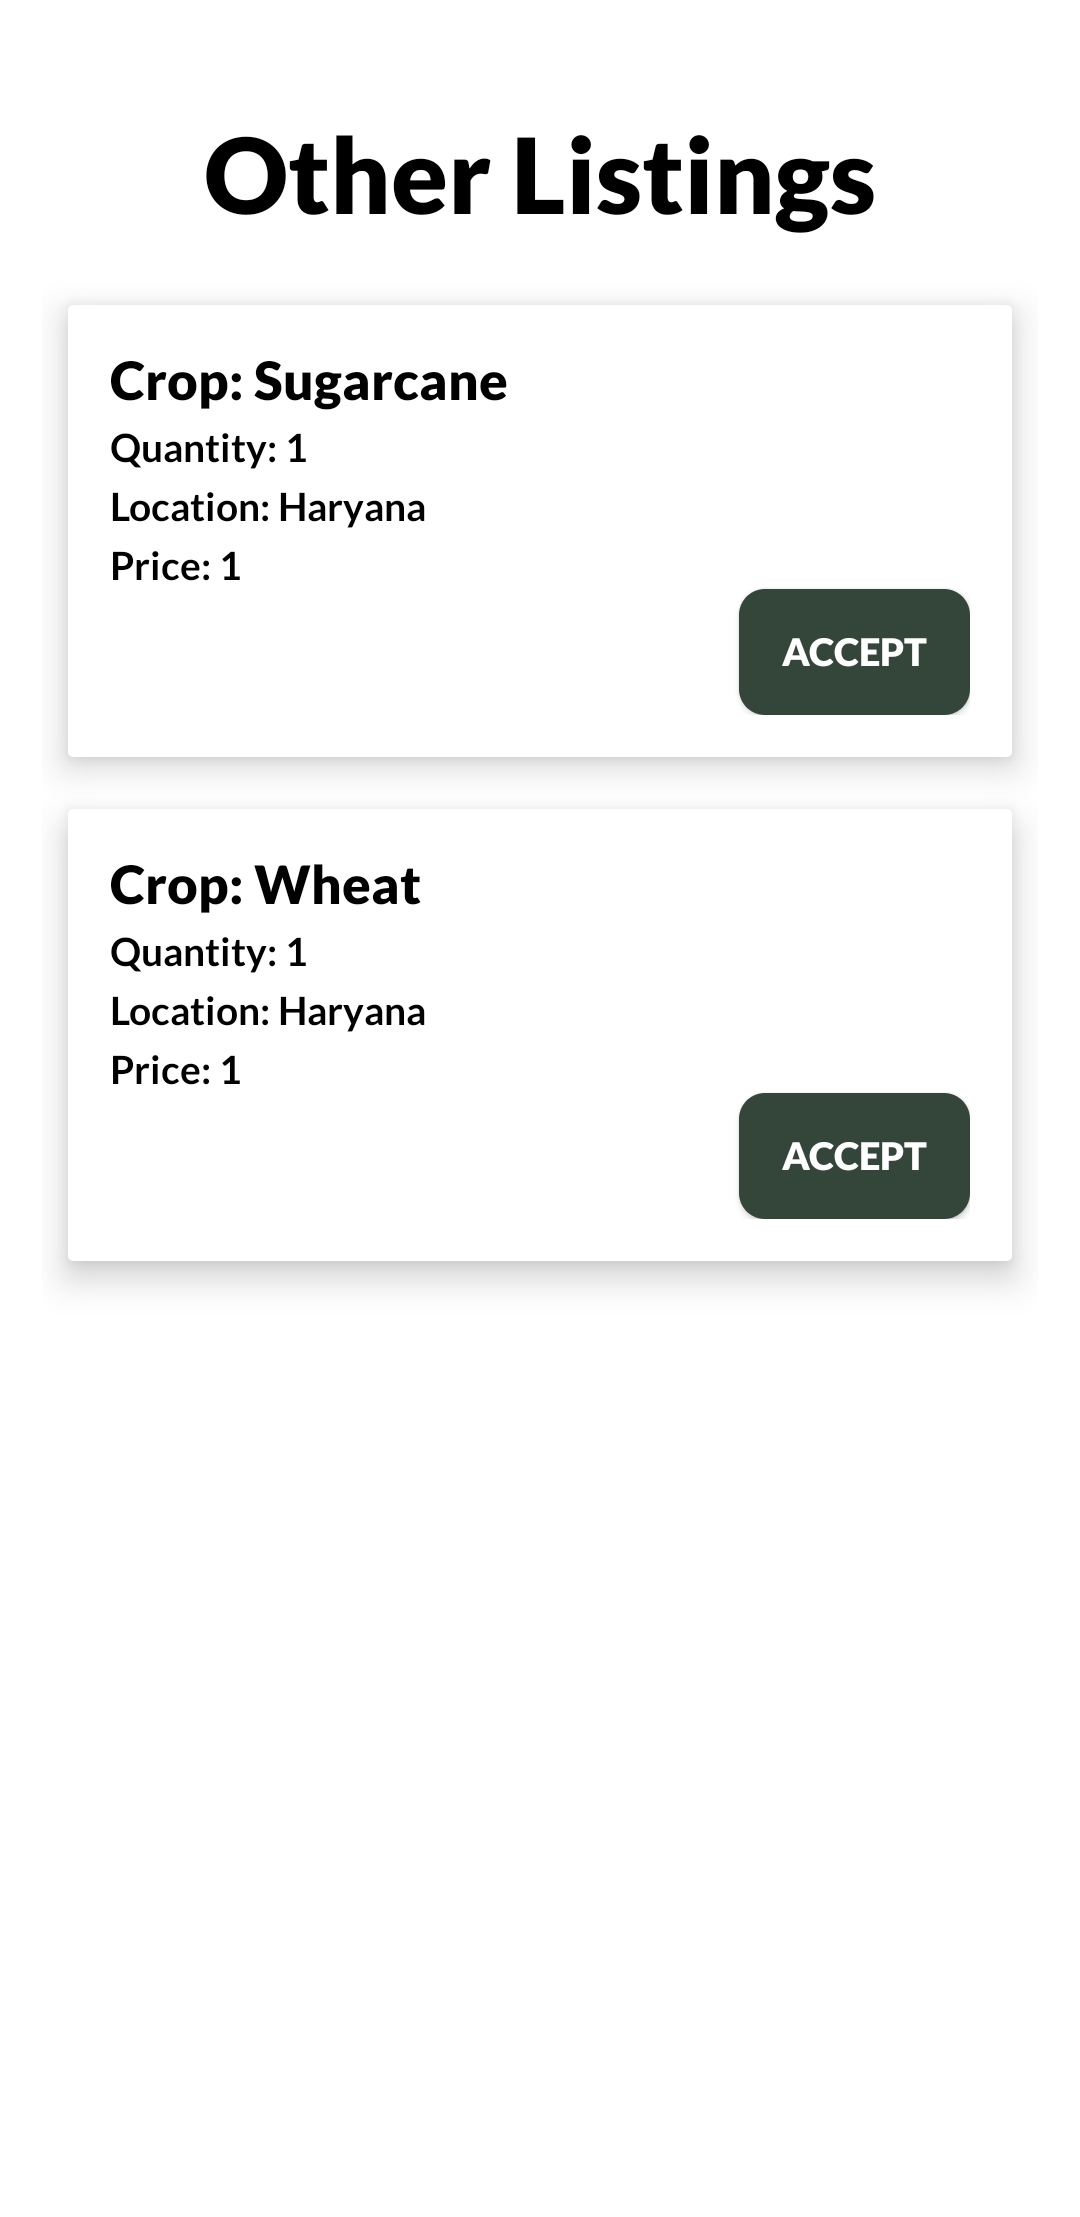 Other Listings
Crop: Sugarcane
Quantity: 1
Location: Haryana
Price: 1
ACCEPT
Crop: Wheat
Quantity: 1
Location: Haryana
Price: 1
ACCEPT